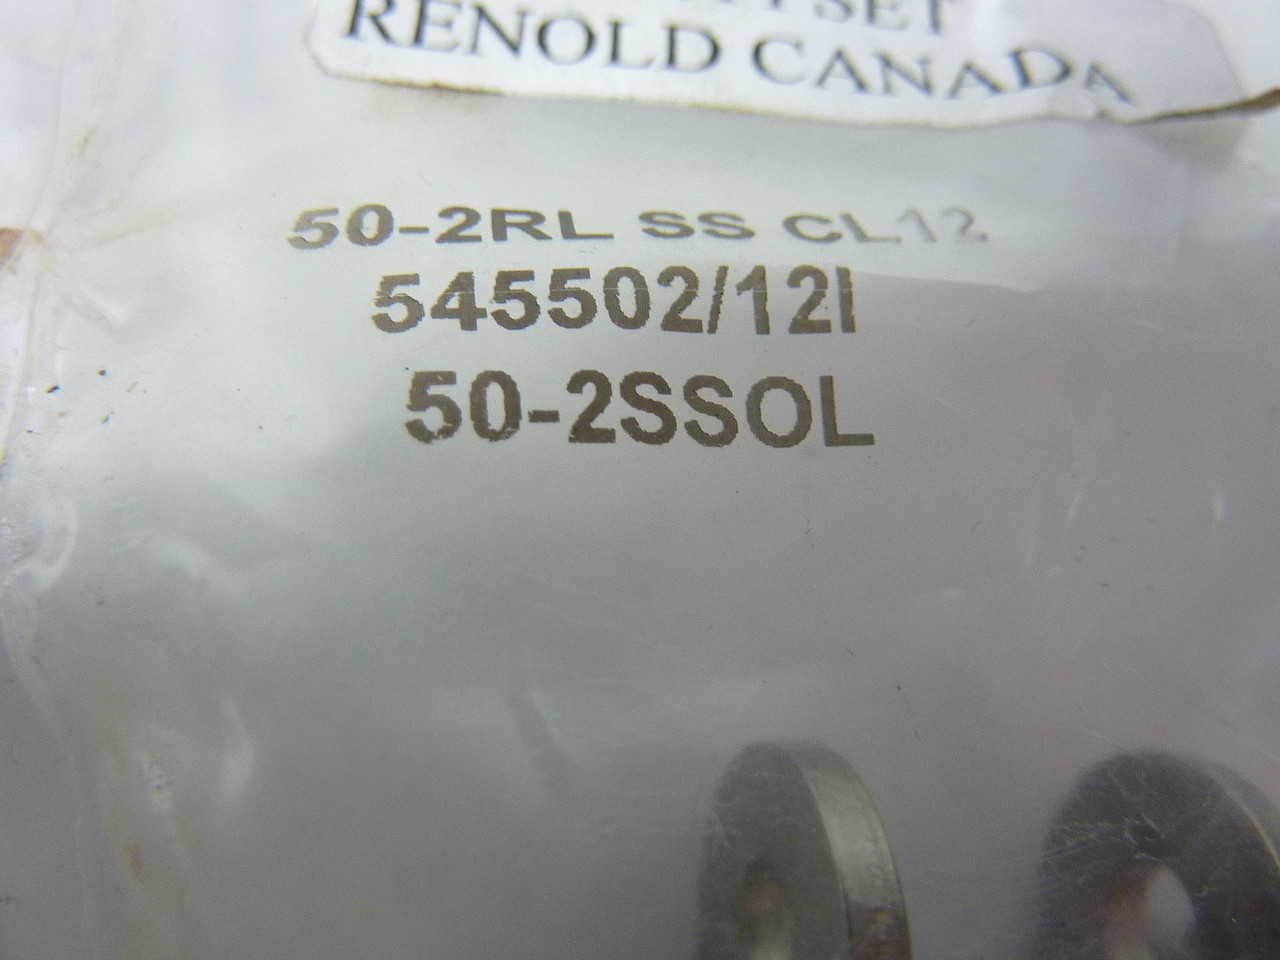 RENOLD CANADA
50-2RL SS CL12
545502/12I
50-2SSOL